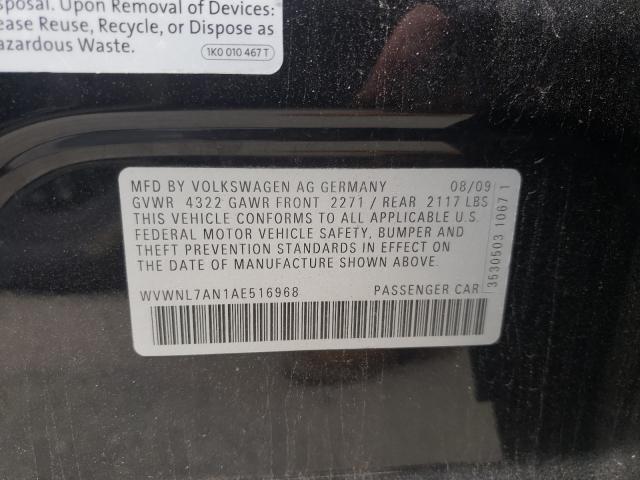 sposal. Upon Removal of Devices:
ease Reuse, Recycle, or Dispose as
azardous Waste.
1K0 010 467 T
MFD BY VOLKSWAGEN AG GERMANY 08/09
GVWR 4322 GAWR FRONT 2271 / REAR 2117 LBS
THIS VEHICLE CONFORMS TO ALL APPLICABLE U.S.
FEDERAL MOTOR VEHICLE SAFETY, BUMPER AND
THEFT PREVENTION STANDARDS IN EFFECT ON
THE DATE OF MANUFACTURE SHOWN ABOVE.
WVWNL7AN1AE516968 PASSENGER CAR
3530503 1067 1